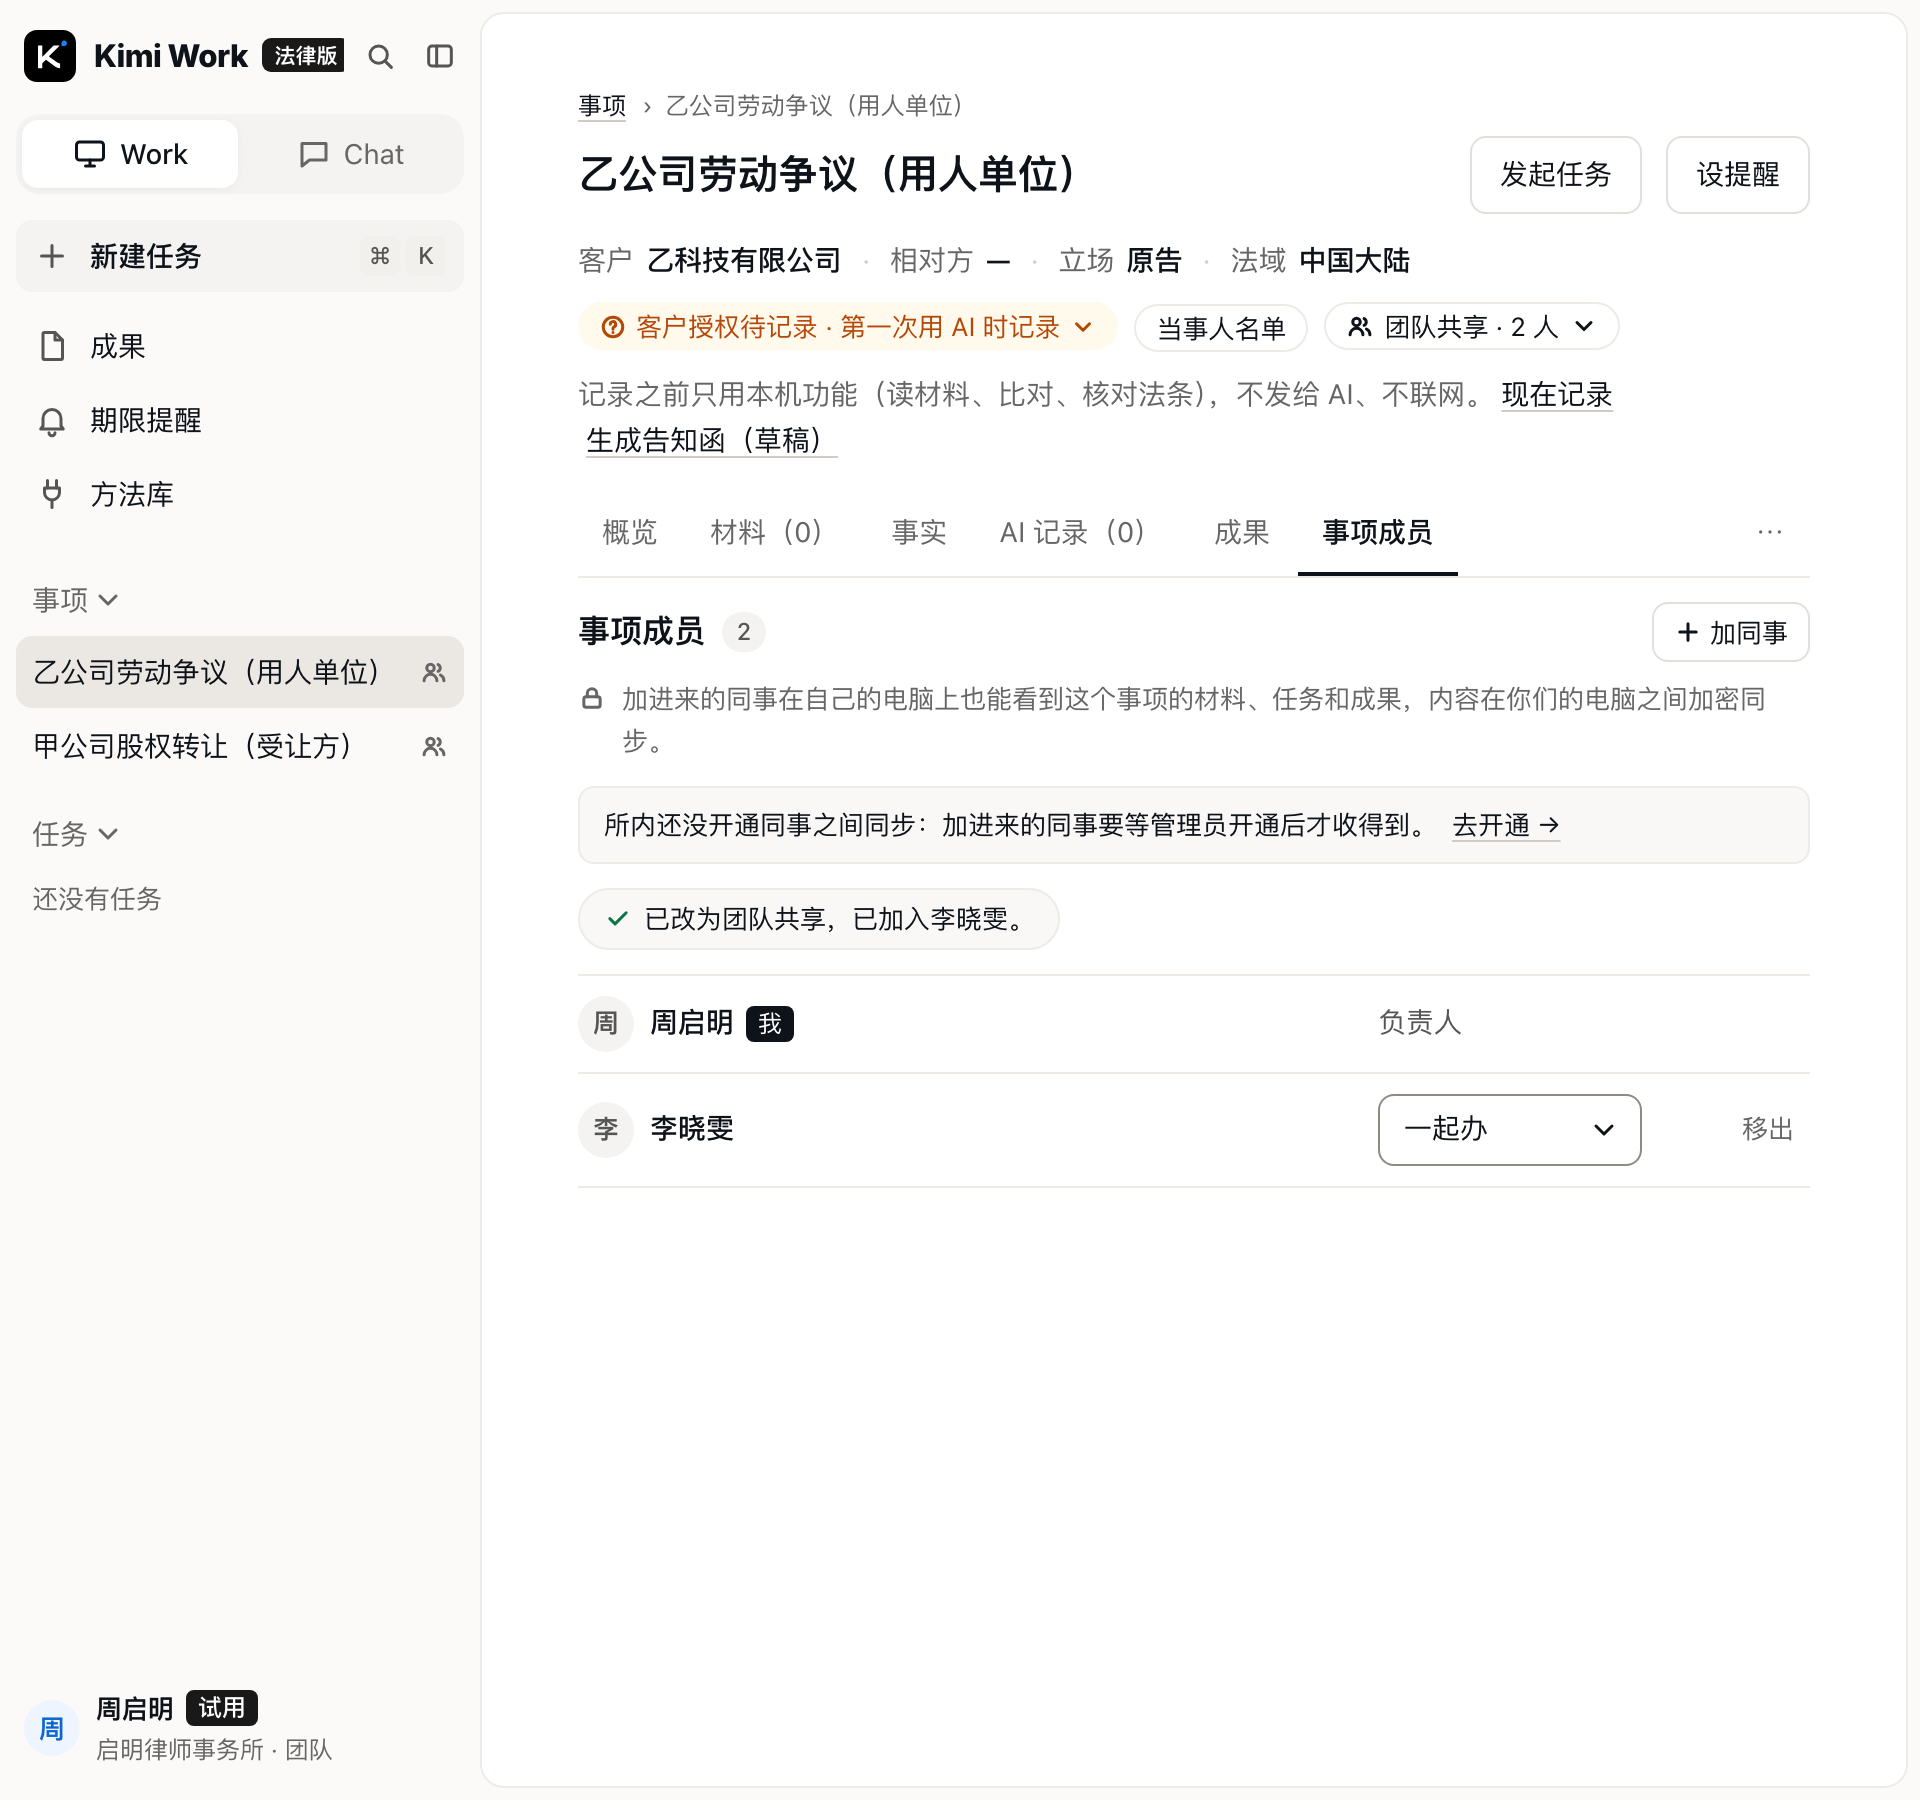 Kimi Work 法律版
Work
Chat
新建任务 ⌘ K
成果
期限提醒
方法库
事项
乙公司劳动争议（用人单位）
甲公司股权转让（受让方）
任务
还没有任务
周 周启明 试用
启明律师事务所 · 团队
事项 › 乙公司劳动争议（用人单位）
乙公司劳动争议（用人单位）
发起任务
设提醒
客户 乙科技有限公司 · 相对方 — · 立场 原告 · 法域 中国大陆
客户授权待记录 · 第一次用 AI 时记录
当事人名单
团队共享 · 2 人
记录之前只用本机功能（读材料、比对、核对法条），不发给 AI、不联网。 现在记录
生成告知函（草稿）
概览 材料（0） 事实 AI 记录（0） 成果 事项成员 ···
事项成员 2
+ 加同事
加进来的同事在自己的电脑上也能看到这个事项的材料、任务和成果，内容在你们的电脑之间加密同
步。
所内还没开通同事之间同步：加进来的同事要等管理员开通后才收得到。 去开通 →
已改为团队共享，已加入李晓雯。
周 周启明 我 负责人
李 李晓雯 一起办 移出